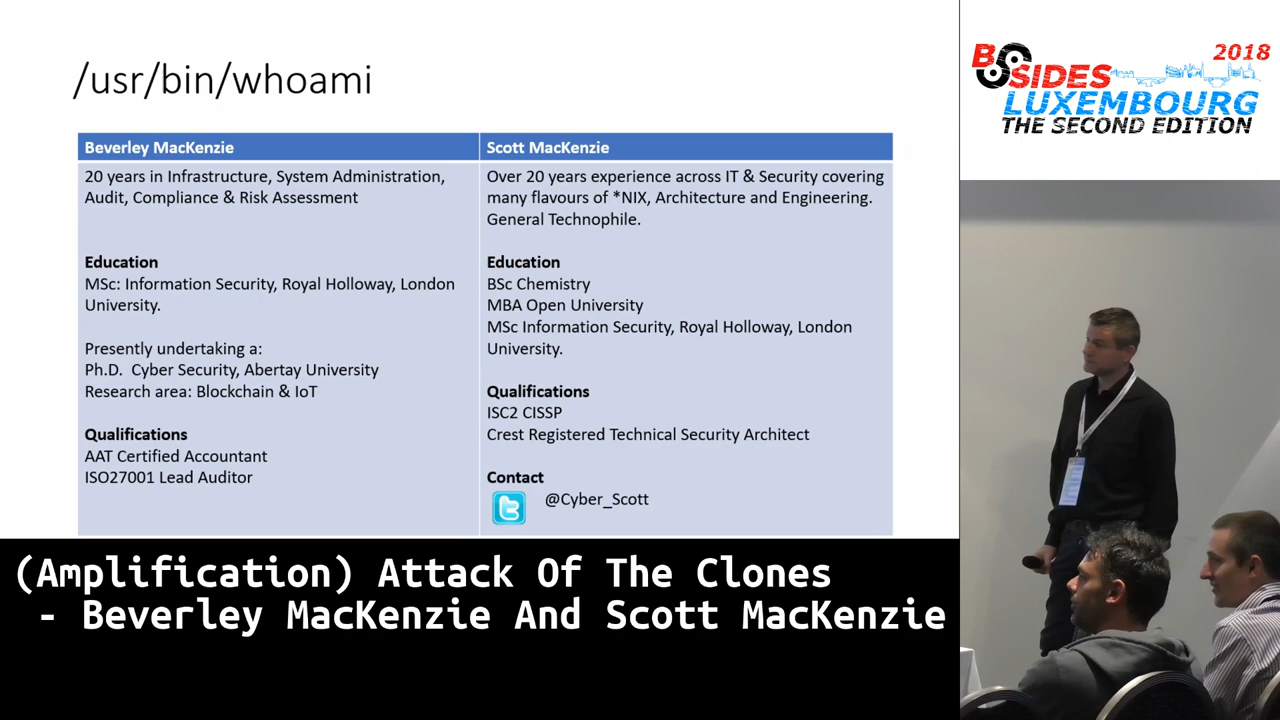 /usr/bin/whoami
Beverley MacKenzie
20 years in Infrastructure, System Administration,
Audit, Compliance & Risk Assessment
Education
MSc: Information Security, Royal Holloway, London
University.
Presently undertaking a:
Ph.D. Cyber Security, Abertay University
Research area: Blockchain & IoT
Qualifications
AAT Certified Accountant
ISO27001 Lead Auditor
Scott MacKenzie
Over 20 years experience across IT & Security covering
many flavours of *NIX, Architecture and Engineering.
General Technophile.
Education
BSc Chemistry
MBA Open University
MSc Information Security, Royal Holloway, London
University.
Qualifications
ISC2 CISSP
Crest Registered Technical Security Architect
Contact
@Cyber_Scott
2018
BSIDES
LUXEMBOURG
THE SECOND EDITION
(Amplification) Attack Of The Clones
- Beverley MacKenzie And Scott MacKenzie